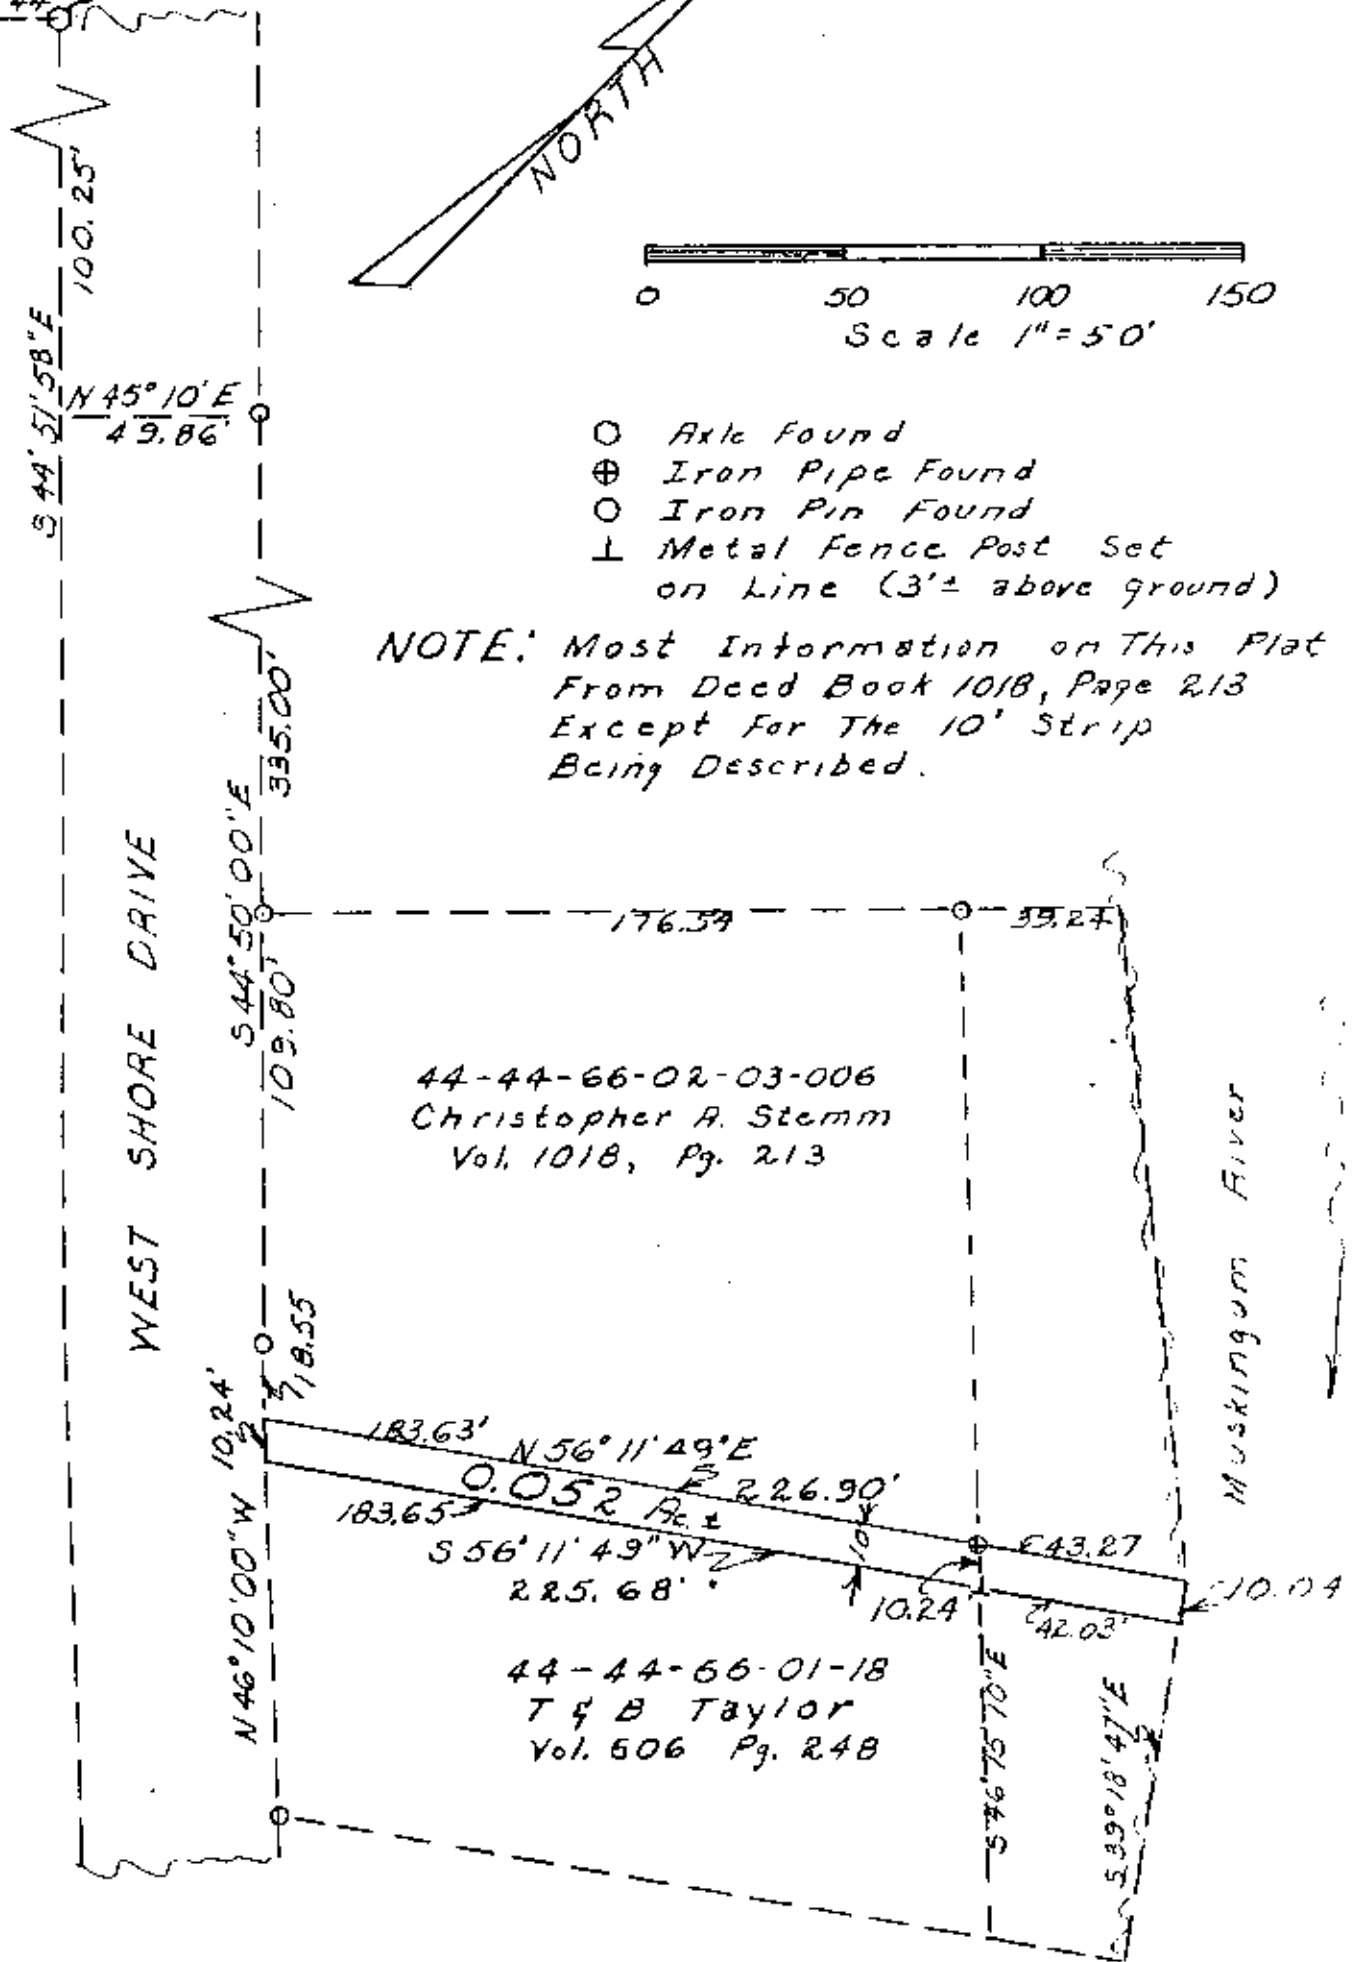 44
NORTH
100.25'
S 44' 51' 58" E
N 45° 10' E
49.86'
0 50 100 150
Scale 1" = 50'
Axle Found
Iron Pipe Found
Iron Pin Found
Metal Fence Post Set
on Line (3'± above ground)
NOTE: Most Information on This Plat
From Deed Book 1018, Page 213
Except For The 10' Strip
Being Described.
335.00'
S 44° 50' 00" E
109.80'
176.59
39.24
WEST SHORE DRIVE
44-44-66-02-03-006
Christopher A. Stemm
Vol. 1018, Pg. 213
Muskingum River
18.55
10.24'
N 46° 10' 00" W
183.63'
N 56° 11' 49" E
226.90'
0.052 Ac. ±
183.65
S 56° 11' 49" W
225.68'
10'
10.24
43.27
10.04
42.03'
44-44-66-01-18
T & B Taylor
Vol. 506 Pg. 248
S 39° 18' 47" E